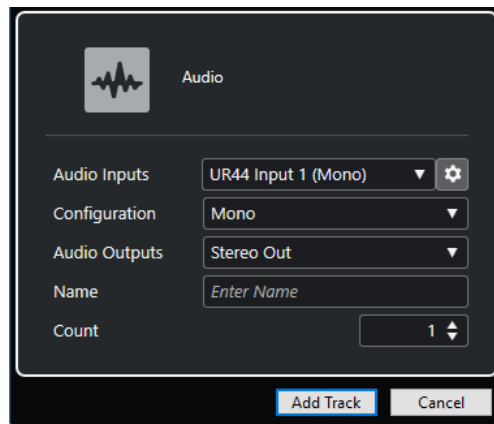 Audio
Audio Inputs UR44 Input 1 (Mono)
Configuration Mono
Audio Outputs Stereo Out
Name Enter Name
Count 1
Add Track Cancel